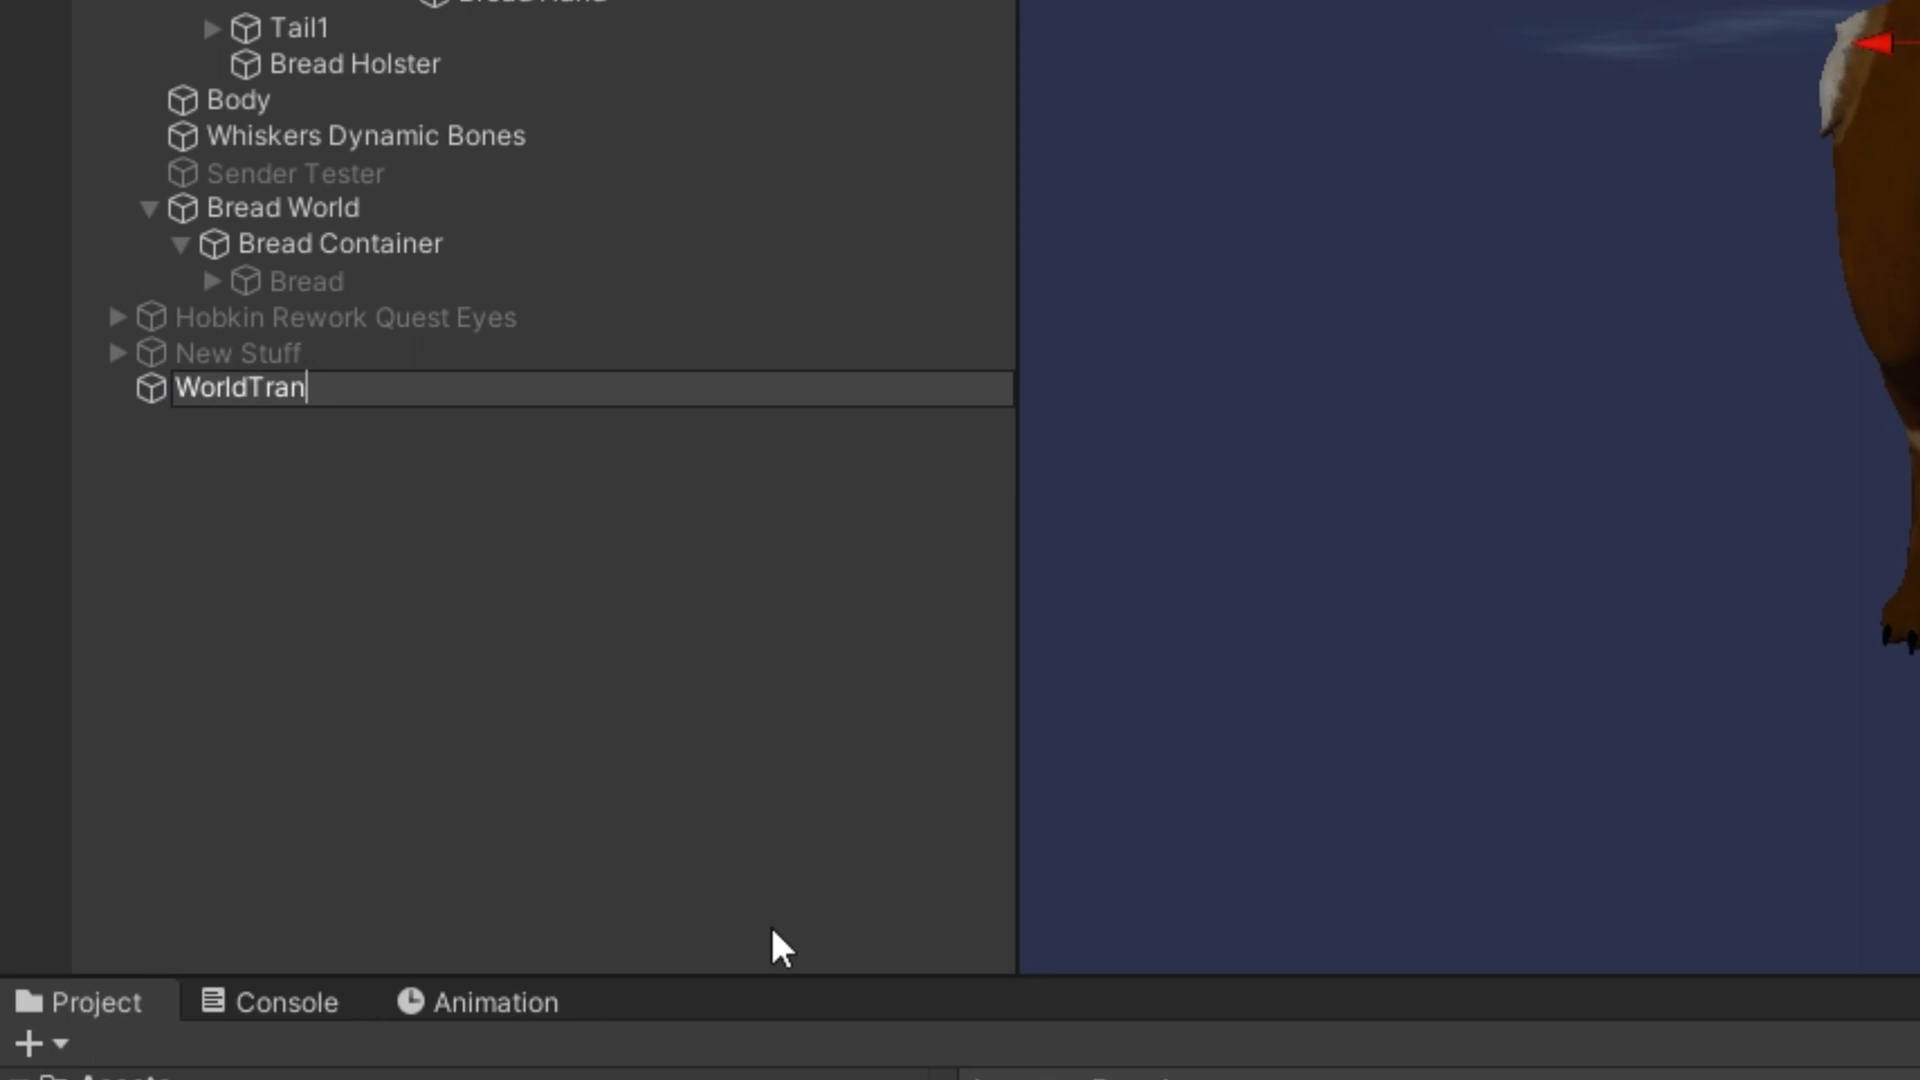 Tail1
Bread Holster
Body
Whiskers Dynamic Bones
Sender Tester
Bread World
Bread Container
Bread
Hobkin Rework Quest Eyes
New Stuff
WorldTran
Project
Console
Animation